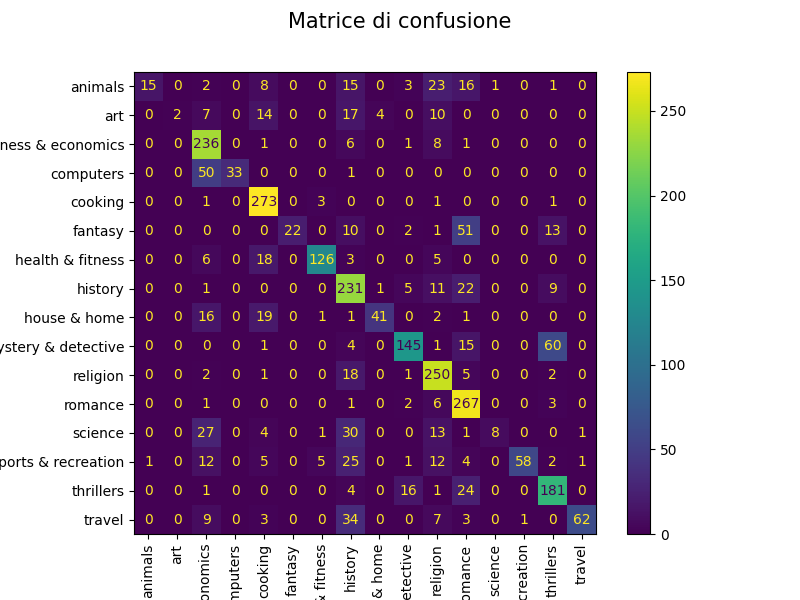 Matrice di confusione
animals 15 0 2 0 8 0 0 15 0 3 23 16 1 0 1 0
art 0 2 7 0 14 0 0 17 4 0 10 0 0 0 0 0
ness & economics 0 0 236 0 1 0 0 6 0 1 8 1 0 0 0 0
computers 0 0 50 33 0 0 0 1 0 0 0 0 0 0 0 0
cooking 0 0 1 0 273 0 3 0 0 0 1 0 0 0 1 0
fantasy 0 0 0 0 0 22 0 10 0 2 1 51 0 0 13 0
health & fitness 0 0 6 0 18 0 126 3 0 0 5 0 0 0 0 0
history 0 0 1 0 0 0 0 231 1 5 11 22 0 0 9 0
house & home 0 0 16 0 19 0 1 1 41 0 2 1 0 0 0 0
ystery & detective 0 0 0 0 1 0 0 4 0 145 1 15 0 0 60 0
religion 0 0 2 0 1 0 0 18 0 1 250 5 0 0 2 0
romance 0 0 1 0 0 0 0 1 0 2 6 267 0 0 3 0
science 0 0 27 0 4 0 1 30 0 0 13 1 8 0 0 1
ports & recreation 1 0 12 0 5 0 5 25 0 1 12 4 0 58 2 1
thrillers 0 0 1 0 0 0 0 4 0 16 1 24 0 0 181 0
travel 0 0 9 0 3 0 0 34 0 0 7 3 0 1 0 62
animals
art
onomics
mputers
cooking
fantasy
& fitness
history
& home
etective
religion
omance
science
creation
thrillers
travel
250
200
150
100
50
0